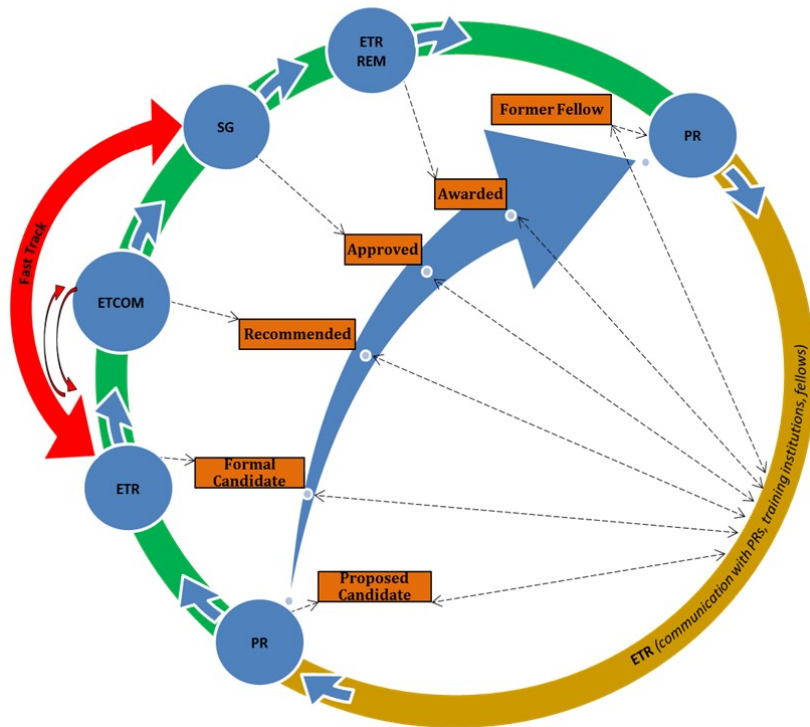 ETR
REM
Former Fellow
PR
SG
Awarded
Approved
Fast Track
ETCOM
Recommended
Formal
Candidate
ETR
Proposed
Candidate
PR
ETR (communication with PRs, training institutions, fellows)